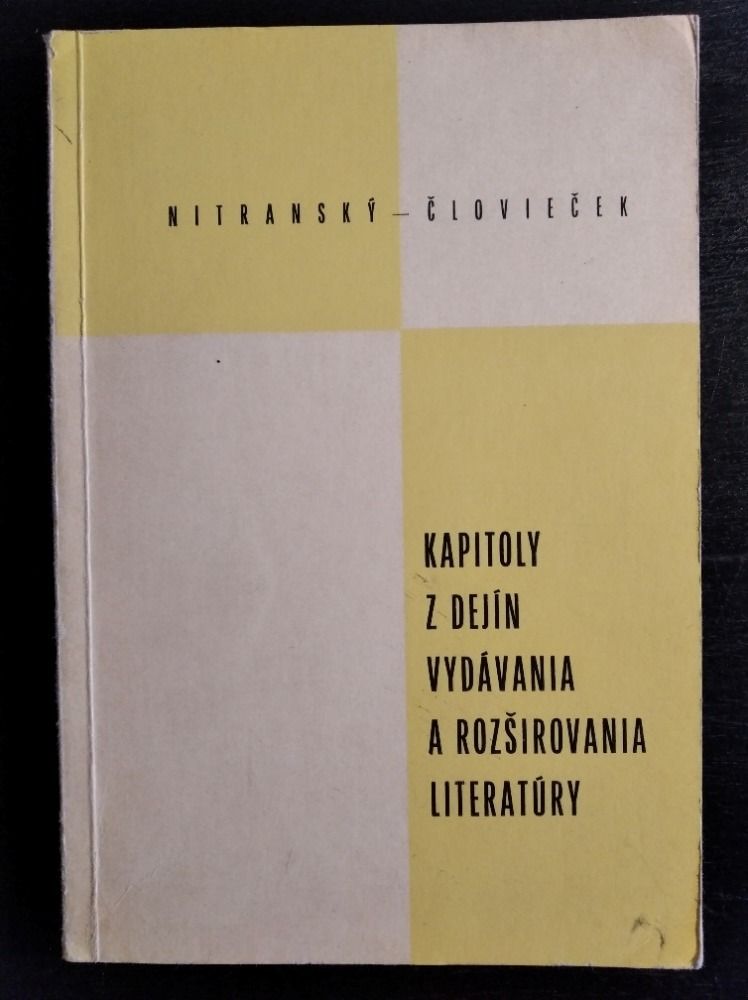 NITRANSKÝ – ČLOVIEČEK
KAPITOLY
Z DEJÍN
VYDÁVANIA
A ROZŠIROVANIA
LITERATÚRY